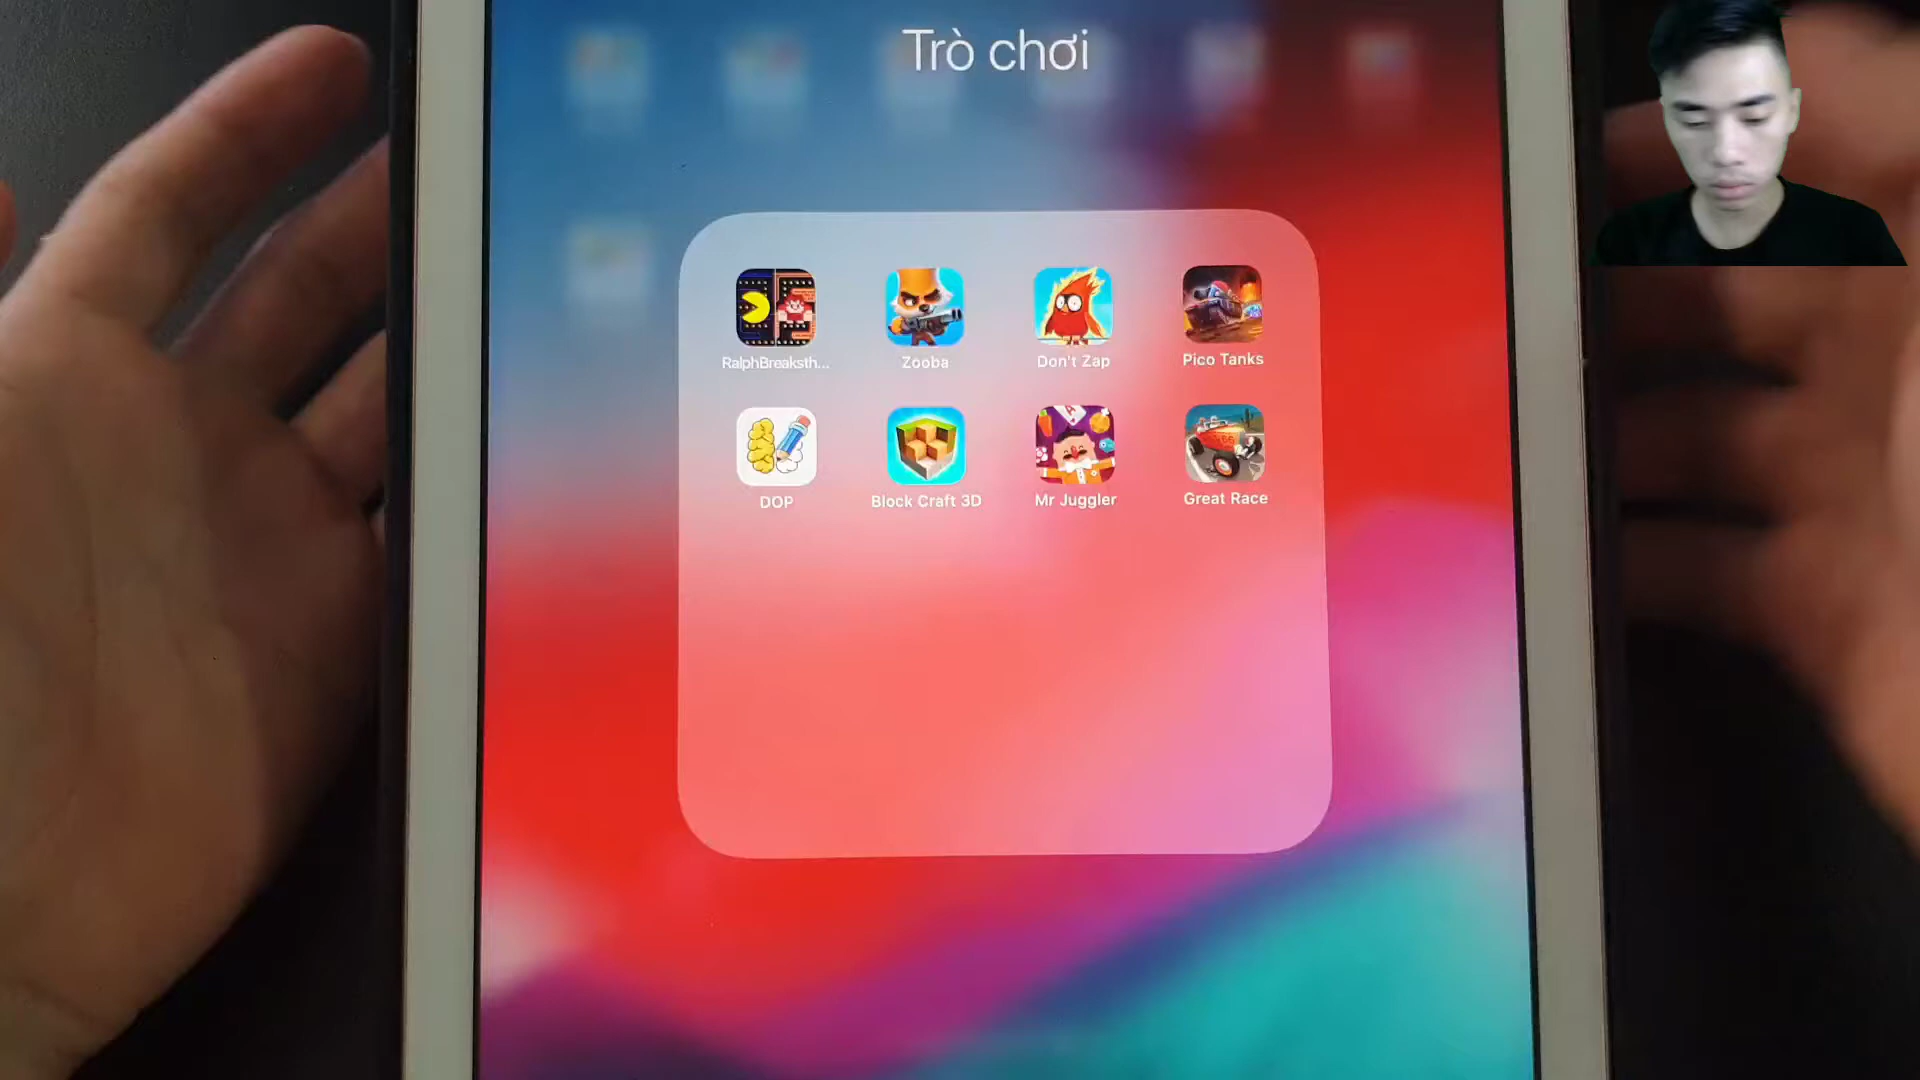 Trò chơi
RalphBreaksth...
Zooba
Don't Zap
Pico Tanks
DOP
Block Craft 3D
Mr Juggler
Great Race